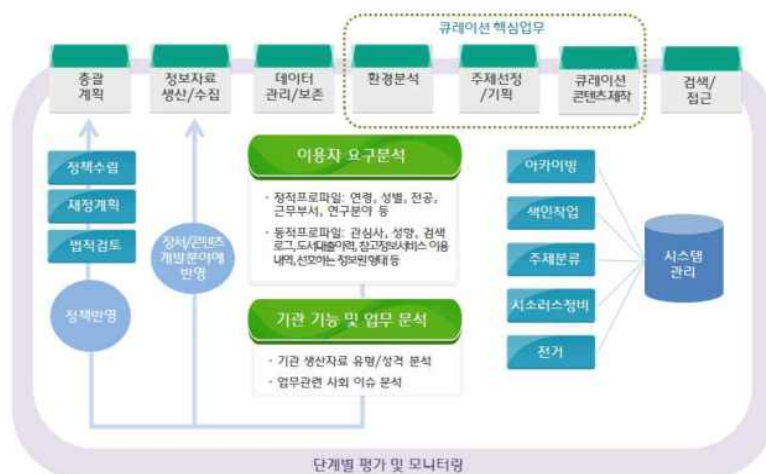 큐레이션 핵심업무
총괄
계획
정보자료
생산/수집
데이터
관리/보존
환경분석
주제선정
/기획
큐레이션
콘텐츠제작
검색/
접근
정책수립
재정계획
법적검토
정책반영
장서/콘텐츠
개발분야에
반영
이용자 요구분석
· 정적프로파일: 연령, 성별, 전공,
근무부서, 연구분야 등
· 동적프로파일: 관심사, 성향, 검색
로그, 도서대출이력, 참고정보서비스 이용
내역, 선호하는 정보원 형태 등
기관 기능 및 업무 분석
· 기관 생산자료 유형/성격 분석
· 업무관련 사회 이슈 분석
아카이빙
색인작업
주제분류
시소러스정비
전거
시스템
관리
단계별 평가 및 모니터링